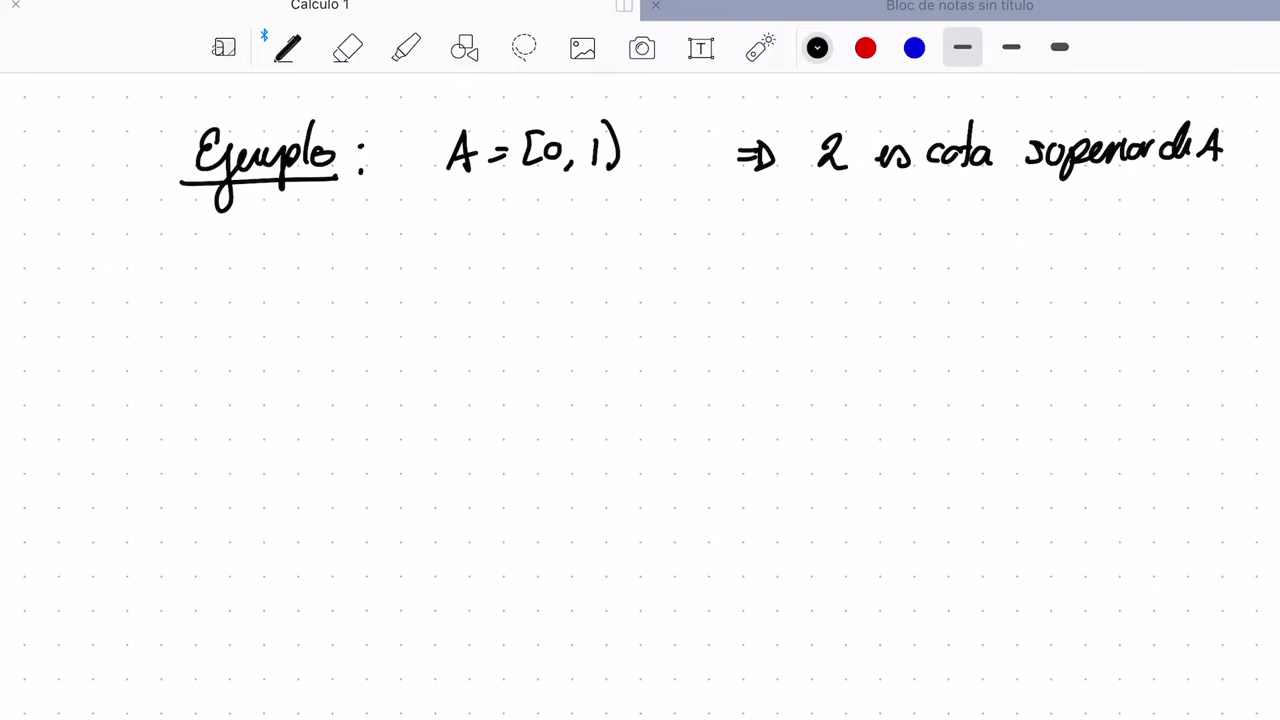 Calculo 1
Bloc de notas sin título
Ejemplo: A = [0, 1) ⇒ 2 es cota superior de A